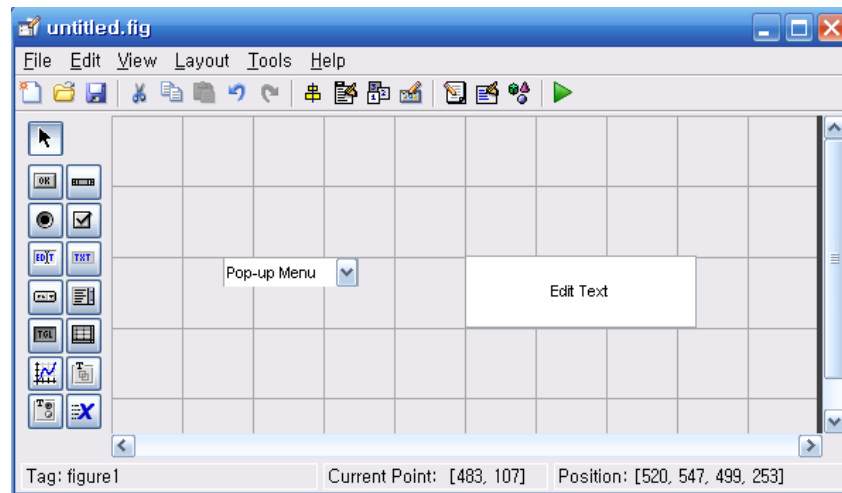 untitled.fig
File Edit View Layout Tools Help
OK
EDIT TXT
Pop-up Menu
Edit Text
TGL
Tag: figure1 Current Point: [483, 107] Position: [520, 547, 499, 253]